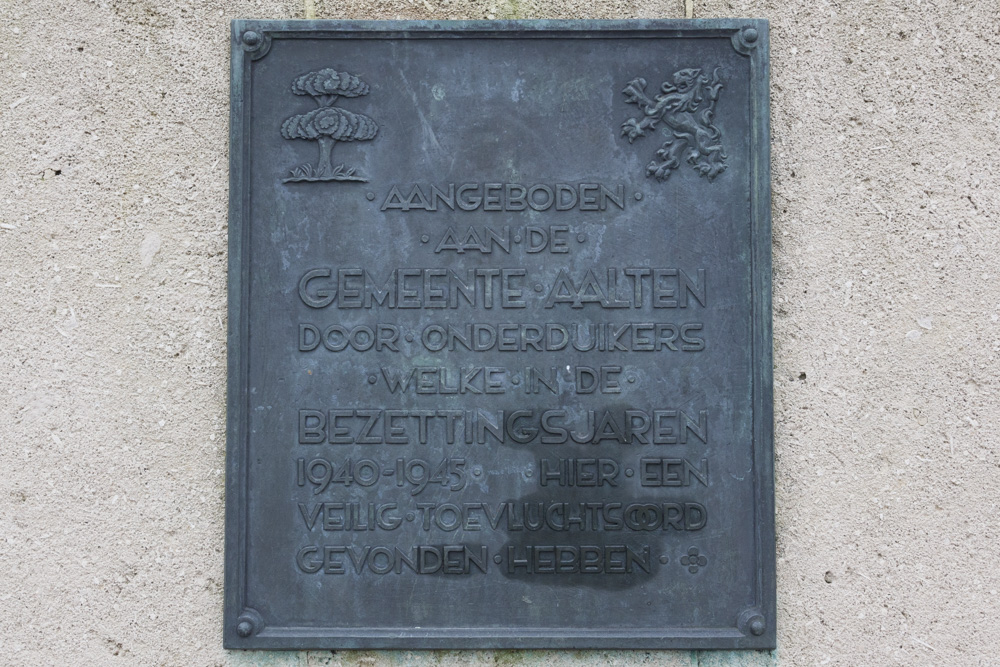 ·AANGEBODEN·
·AAN·DE·
GEMEENTE·AALTEN
DOOR·ONDERDUIKERS
·WELKE·IN·DE·
BEZETTINGSJAREN
1940-1945· ·HIER·EEN
VEILIG·TOEVLUCHTSOORD
GEVONDEN·HEBBEN·